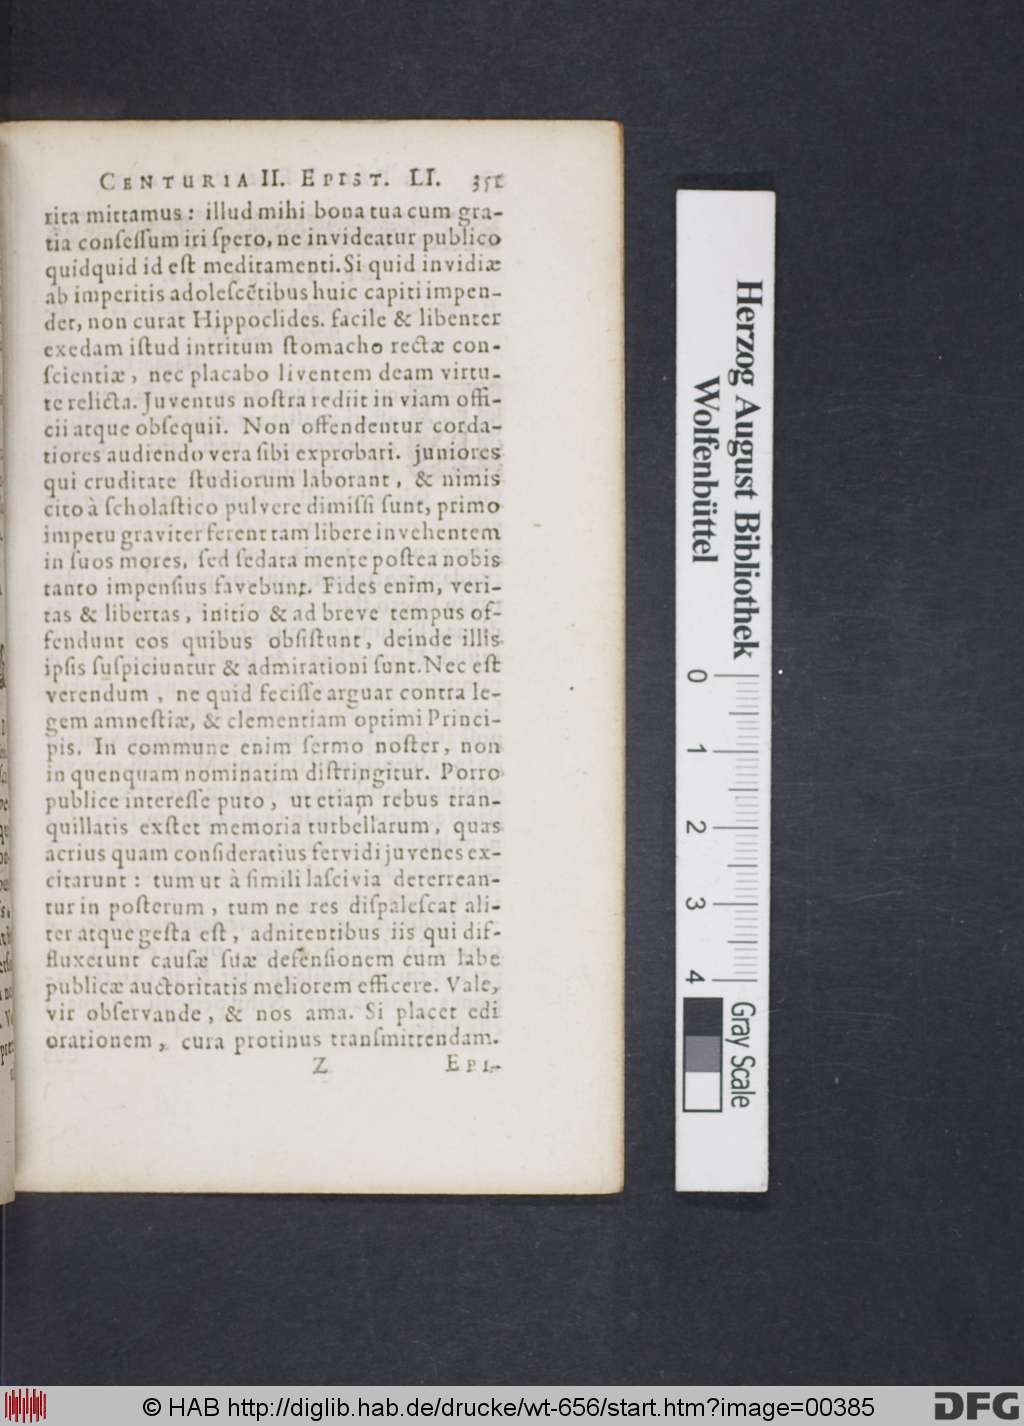 CENTURIA II. EPIST. LI. 351
rita mittamus: illud mihi bona tua cum gra-
tia conſeſſum iri ſpero, ne invideatur publico
quidquid id eſt meditamenti. Si quid invidiæ
ab imperitis adoleſcẽtibus huic capiti impen-
det, non curat Hippoclides. facile & libenter
exedam iſtud intritum ſtomacho rectæ con-
ſcientiæ, nec placabo liventem deam virtu-
te relicta. Juventus noſtra rediit in viam offi-
cii atque obſequii. Non offendentur corda-
tiores audiendo vera ſibi exprobari. juniores
qui cruditate ſtudiorum laborant, & nimis
cito à ſcholaſtico pulvere dimiſſi ſunt, primo
impetu graviter ferent tam libere invehentem
in ſuos mores, ſed ſedata mente poſtea nobis
tanto impenſius favebunt. Fides enim, veri-
tas & libertas, initio & ad breve tempus of-
fendunt eos quibus obſiſtunt, deinde illis
ipſis ſuſpiciuntur & admirationi ſunt. Nec eſt
verendum, ne quid feciſſe arguar contra le-
gem amneſtiæ, & clementiam optimi Princi-
pis. In commune enim ſermo noſter, non
in quenquam nominatim diſtringitur. Porro
publice intereſſe puto, ut etiam rebus tran-
quillatis exſtet memoria turbellarum, quas
acrius quam conſideratius fervidi juvenes ex-
citarunt: tum ut à ſimili laſcivia deterrean-
tur in poſterum, tum ne res diſpaleſcat ali-
ter atque geſta eſt, adnitentibus iis qui dif-
fluxerunt cauſæ ſuæ defenſionem cum labe
publicæ auctoritatis meliorem efficere. Vale,
vir obſervande, & nos ama. Si placet edi
orationem, cura protinus tranſmittendam.
Z EPI-
Herzog August Bibliothek
Wolfenbüttel
0 1 2 3 4
Gray Scale
© HAB http://diglib.hab.de/drucke/wt-656/start.htm?image=00385
DFG